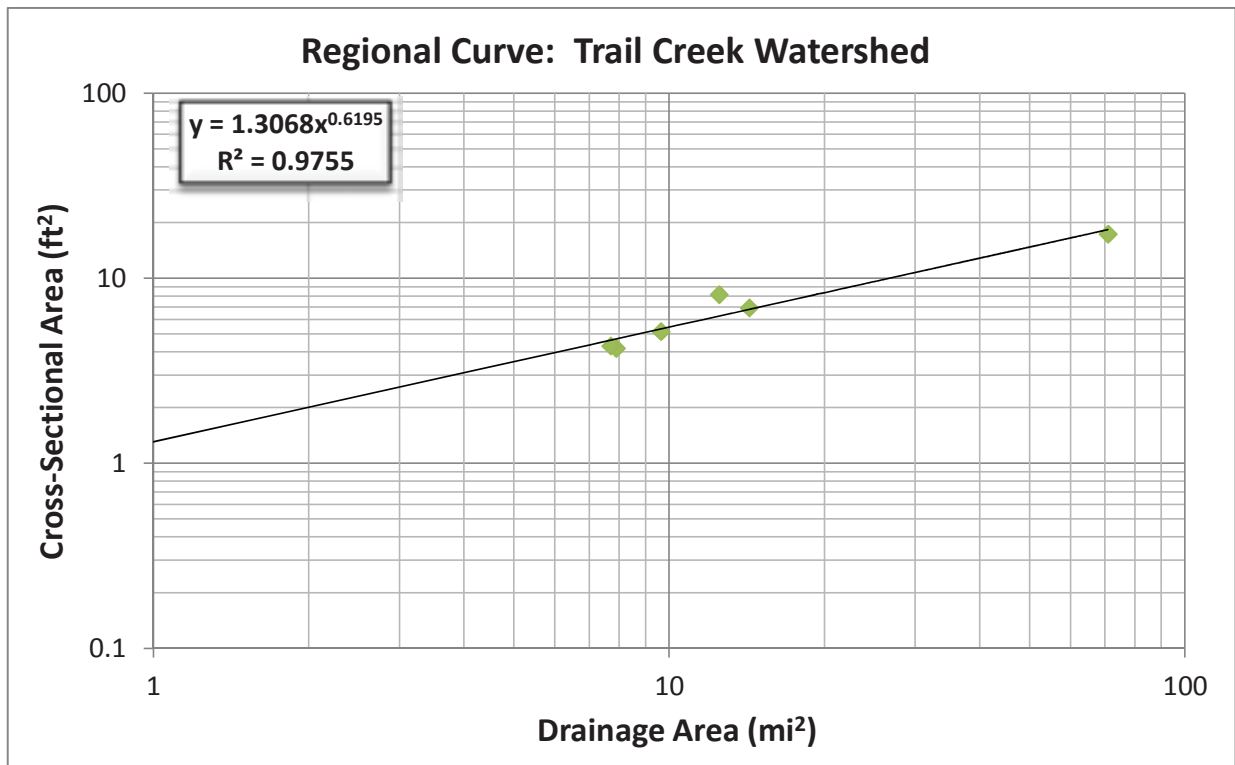 Regional Curve:  Trail Creek Watershed
y = 1.3068x^0.6195
R² = 0.9755
Cross-Sectional Area (ft²)
100
10
1
0.1
1
10
100
Drainage Area (mi²)